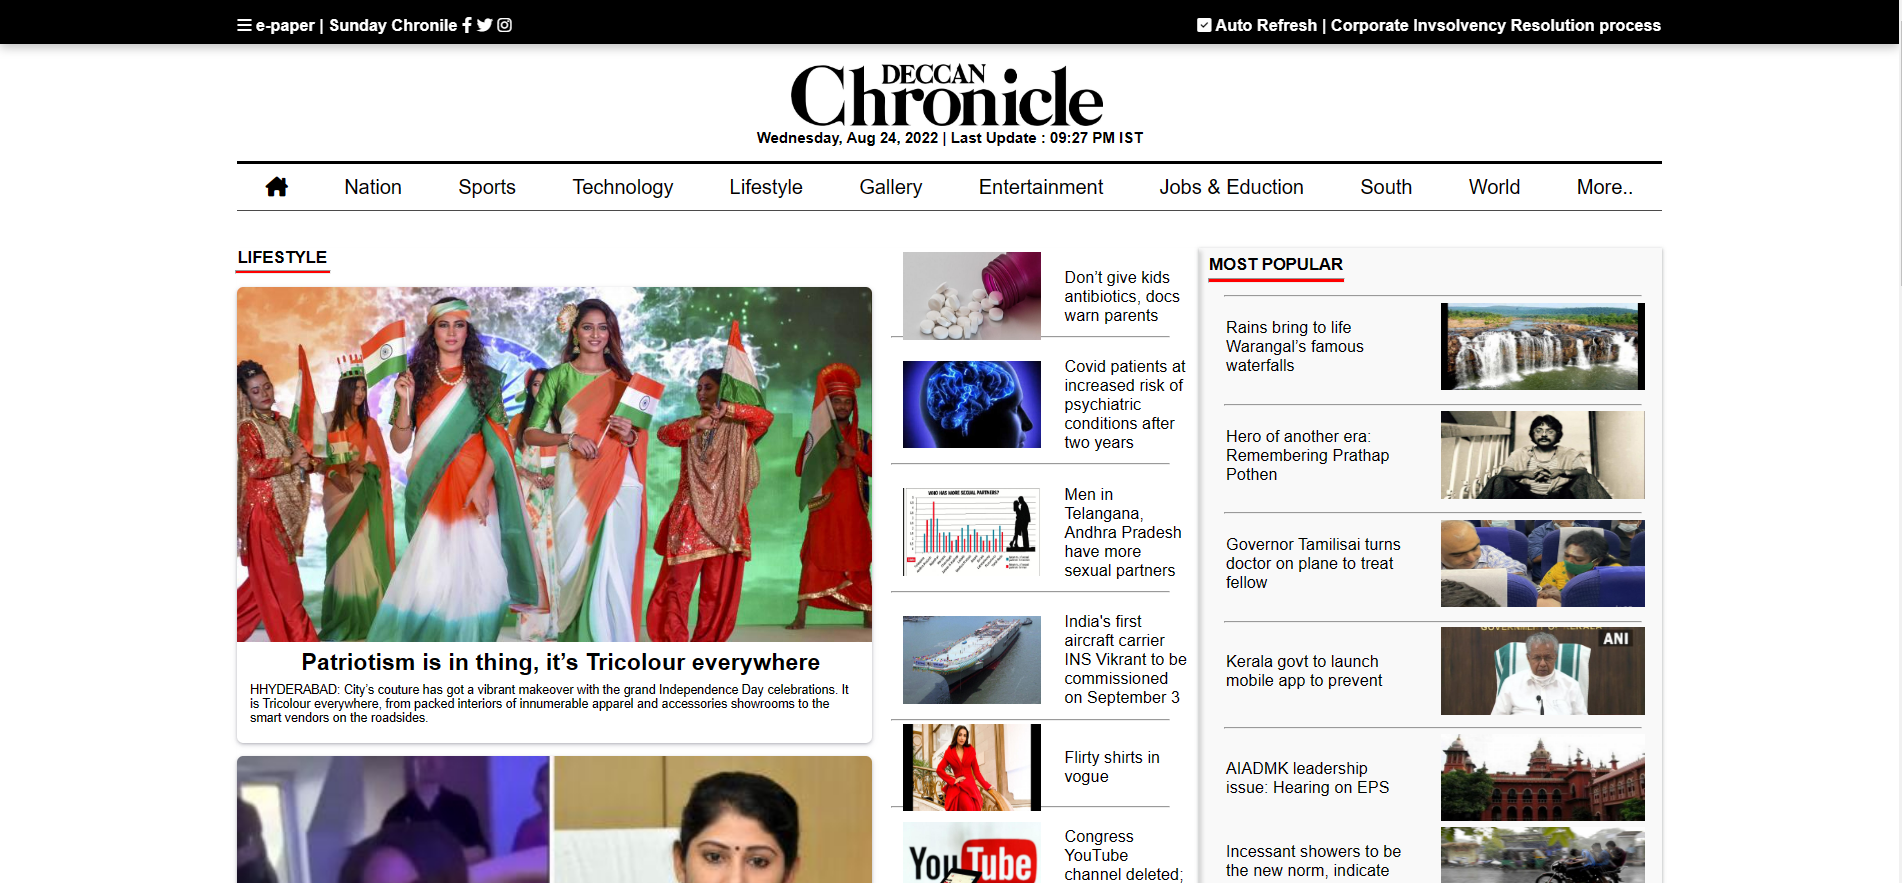 e-paper | Sunday Chronile
Auto Refresh | Corporate Invsolvency Resolution process
DECCAN
Chronicle
Wednesday, Aug 24, 2022 | Last Update : 09:27 PM IST
Nation Sports Technology Lifestyle Gallery Entertainment Jobs & Eduction South World More..
LIFESTYLE
Patriotism is in thing, it’s Tricolour everywhere
HHYDERABAD: City’s couture has got a vibrant makeover with the grand Independence Day celebrations. It
is Tricolour everywhere, from packed interiors of innumerable apparel and accessories showrooms to the
smart vendors on the roadsides.
Don’t give kids
antibiotics, docs
warn parents
Covid patients at
increased risk of
psychiatric
conditions after
two years
WHO HAS MORE SEXUAL PARTNERS?
Men in
Telangana,
Andhra Pradesh
have more
sexual partners
India's first
aircraft carrier
INS Vikrant to be
commissioned
on September 3
Flirty shirts in
vogue
YouTube
Congress
YouTube
channel deleted;
MOST POPULAR
Rains bring to life
Warangal’s famous
waterfalls
Hero of another era:
Remembering Prathap
Pothen
Governor Tamilisai turns
doctor on plane to treat
fellow
Kerala govt to launch
mobile app to prevent
ANI
AIADMK leadership
issue: Hearing on EPS
Incessant showers to be
the new norm, indicate